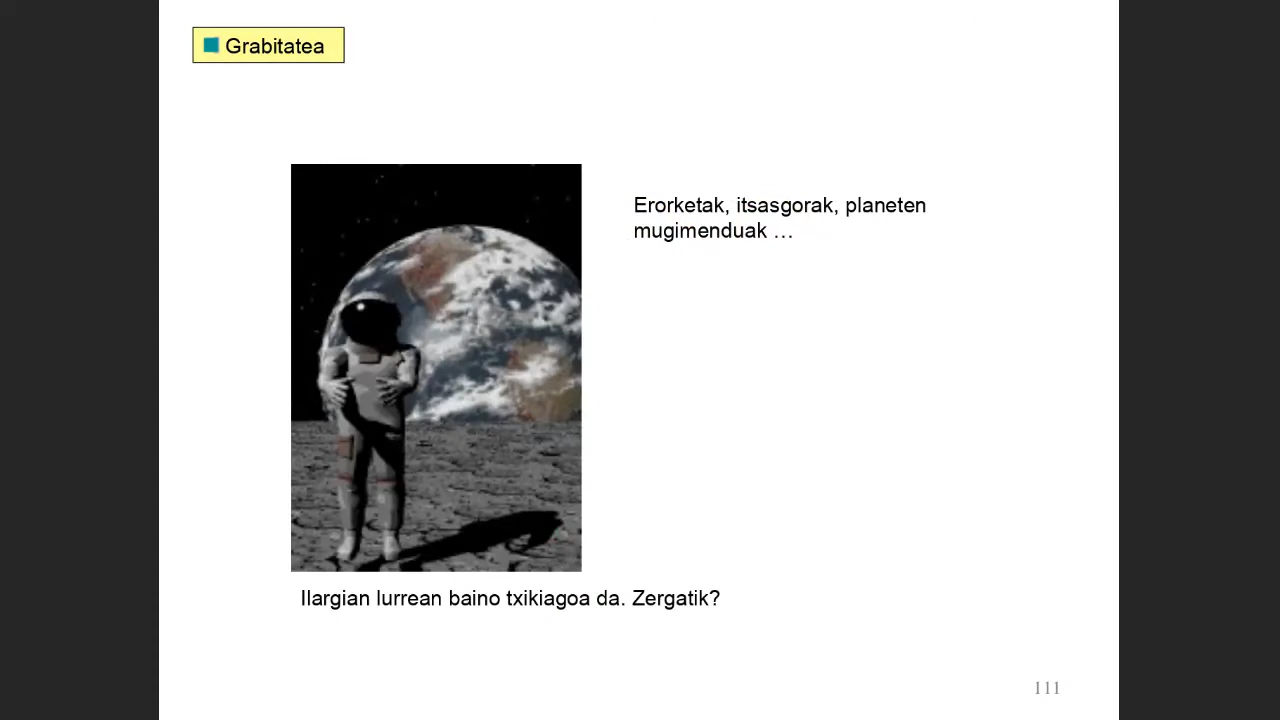 Grabitatea
Erorketak, itsasgorak, planeten
mugimenduak …
Ilargian lurrean baino txikiagoa da. Zergatik?
111